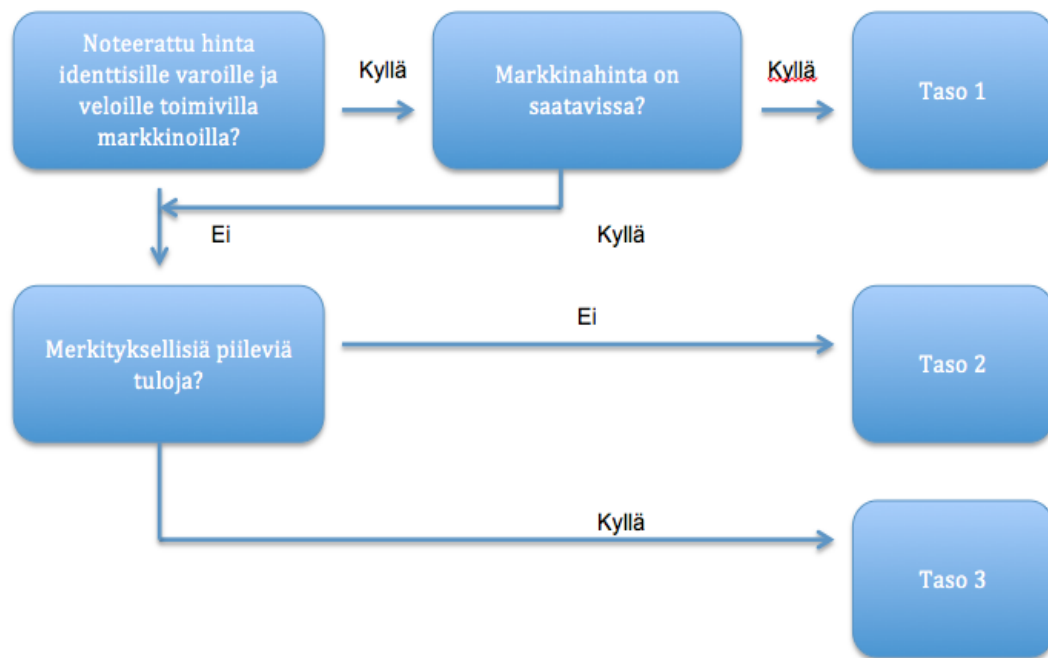 Noteerattu hinta
identtisille varoille ja
veloille toimivilla
markkinoilla?
Kyllä
Markkinahinta on
saatavissa?
Kyllä
Taso 1
Ei
Kyllä
Merkityksellisiä piileviä
tuloja?
Ei
Taso 2
Kyllä
Taso 3